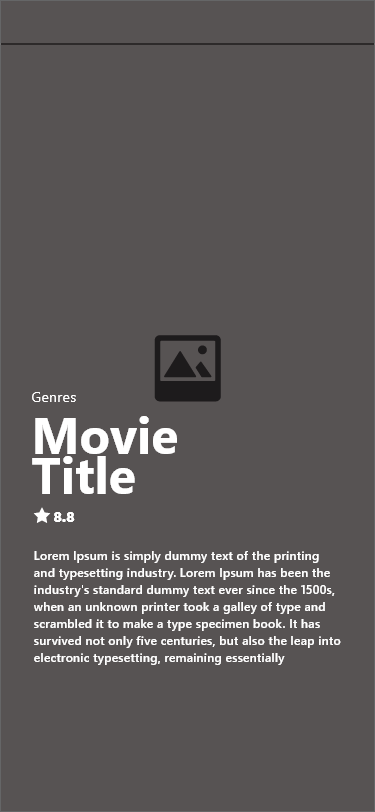 Genres
Movie
Title
8.8
Lorem Ipsum is simply dummy text of the printing
and typesetting industry. Lorem Ipsum has been the
industry's standard dummy text ever since the 1500s,
when an unknown printer took a galley of type and
scrambled it to make a type specimen book. It has
survived not only five centuries, but also the leap into
electronic typesetting, remaining essentially